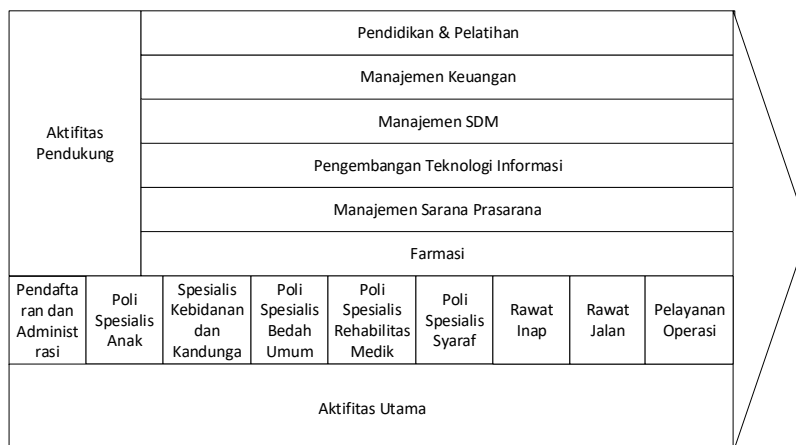 Pendidikan & Pelatihan
Manajemen Keuangan
Manajemen SDM
Pengembangan Teknologi Informasi
Manajemen Sarana Prasarana
Farmasi
Aktifitas
Pendukung
Pendafta
ran dan
Administ
rasi
Poli
Spesialis
Anak
Spesialis
Kebidanan
dan
Kandunga
Poli
Spesialis
Bedah
Umum
Poli
Spesialis
Rehabilitas
Medik
Poli
Spesialis
Syaraf
Rawat
Inap
Rawat
Jalan
Pelayanan
Operasi
Aktifitas Utama